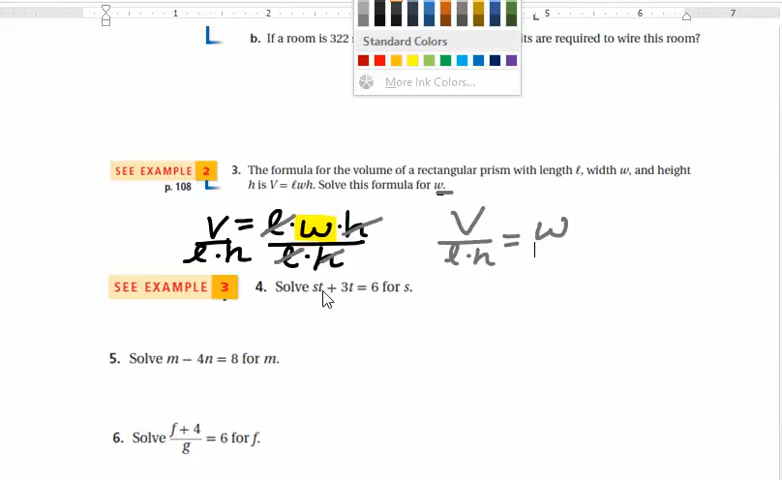 1 2 5 6 7
b. If a room is 322 its are required to wire this room?
Standard Colors
More Ink Colors...
SEE EXAMPLE 2
p. 108
3. The formula for the volume of a rectangular prism with length ℓ, width w, and height
h is V = ℓwh. Solve this formula for w.
V = ℓ · w · h
ℓ · h ℓ · h
V = w
ℓ · h
SEE EXAMPLE 3
4. Solve st + 3t = 6 for s.
5. Solve m − 4n = 8 for m.
6. Solve f + 4 = 6 for f.
g